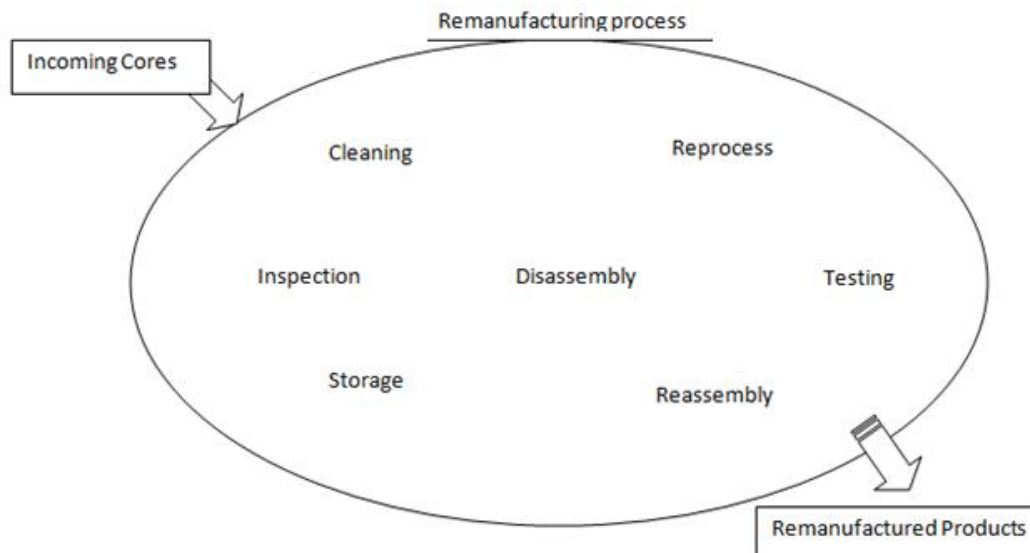 Remanufacturing process
Incoming Cores
Cleaning
Reprocess
Inspection
Disassembly
Testing
Storage
Reassembly
Remanufactured Products